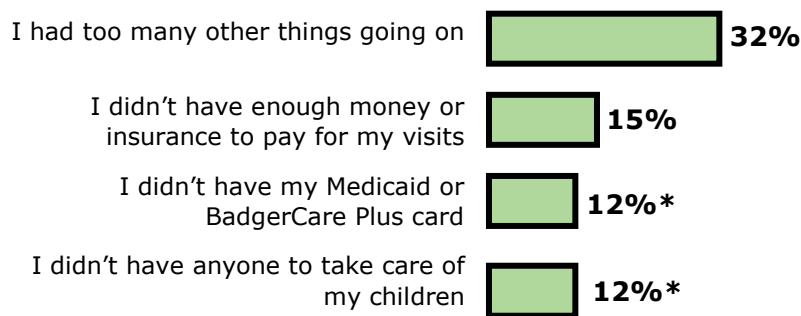 I had too many other things going on
32%
I didn’t have enough money or
insurance to pay for my visits
15%
I didn’t have my Medicaid or
BadgerCare Plus card
12%*
I didn’t have anyone to take care of
my children
12%*